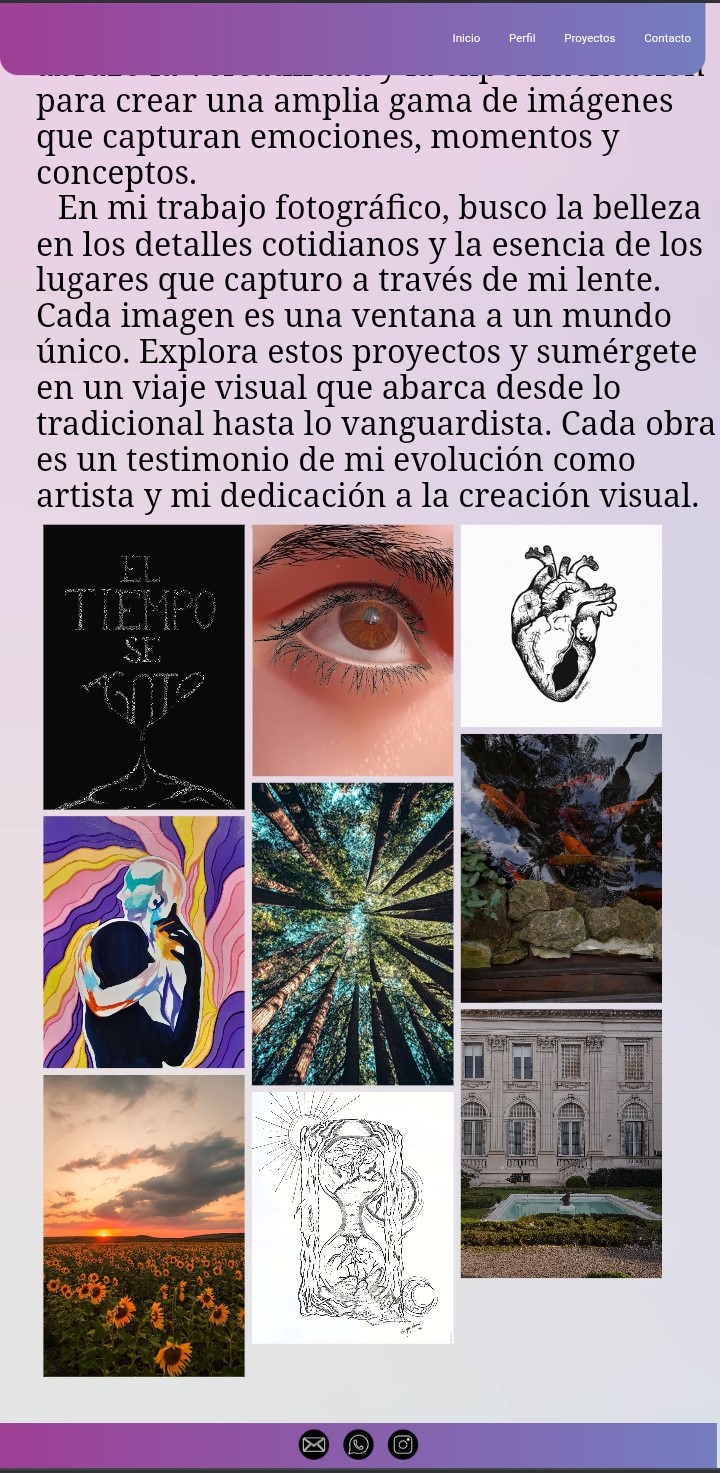 Inicio Perfil Proyectos Contacto
para crear una amplia gama de imágenes
que capturan emociones, momentos y
conceptos.
En mi trabajo fotográfico, busco la belleza
en los detalles cotidianos y la esencia de los
lugares que capturo a través de mi lente.
Cada imagen es una ventana a un mundo
único. Explora estos proyectos y sumérgete
en un viaje visual que abarca desde lo
tradicional hasta lo vanguardista. Cada obra
es un testimonio de mi evolución como
artista y mi dedicación a la creación visual.
EL
TIEMPO
SE